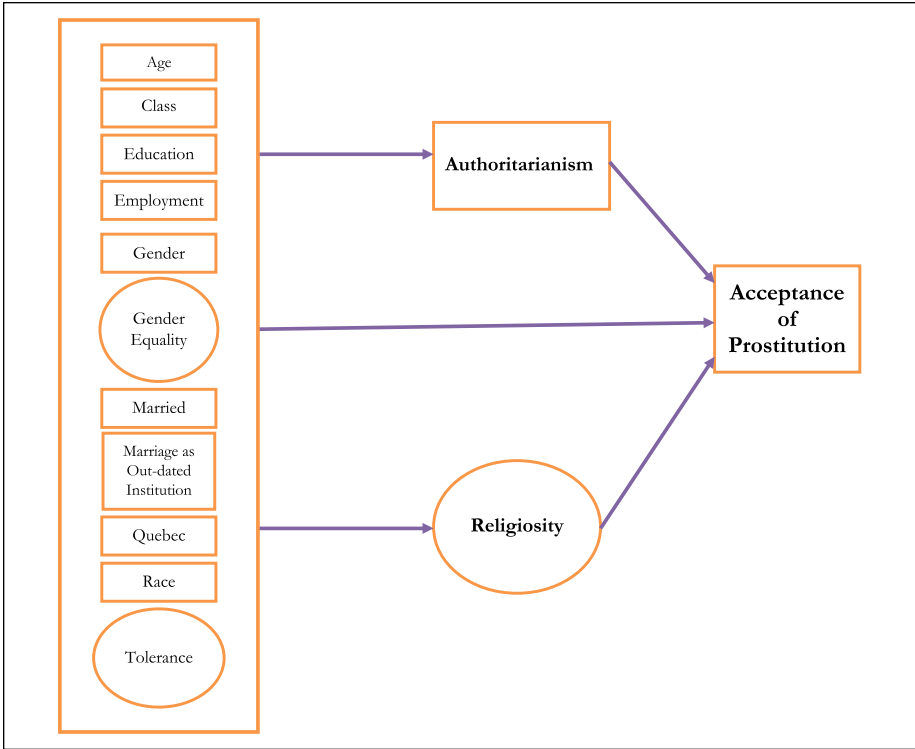 Age
Class
Education
Employment
Gender
Gender
Equality
Married
Marriage as
Out-dated
Institution
Quebec
Race
Tolerance
Authoritarianism
Religiosity
Acceptance
of
Prostitution